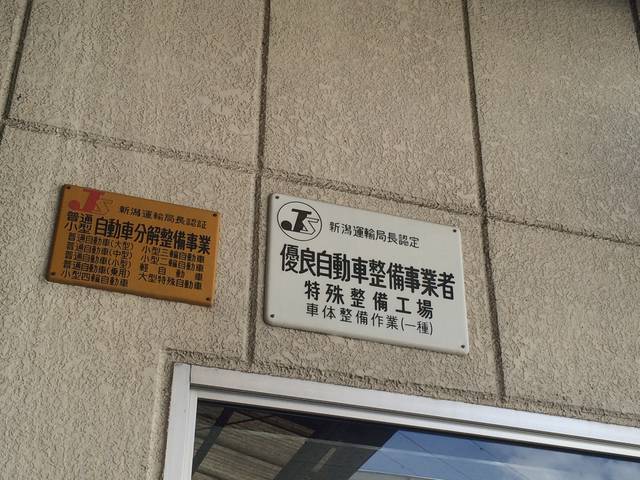 JS 新潟運輸局長認証
普通 小型 自動車分解整備事業
普通自動車(大型) 小型三輪自動車
普通自動車(中型) 小型二輪自動車
普通自動車(小型) 軽自動車
普通自動車(乗用) 大型特殊自動車
小型四輪自動車
JS 新潟運輸局長認定
優良自動車整備事業者
特殊整備工場
車体整備作業(一種)